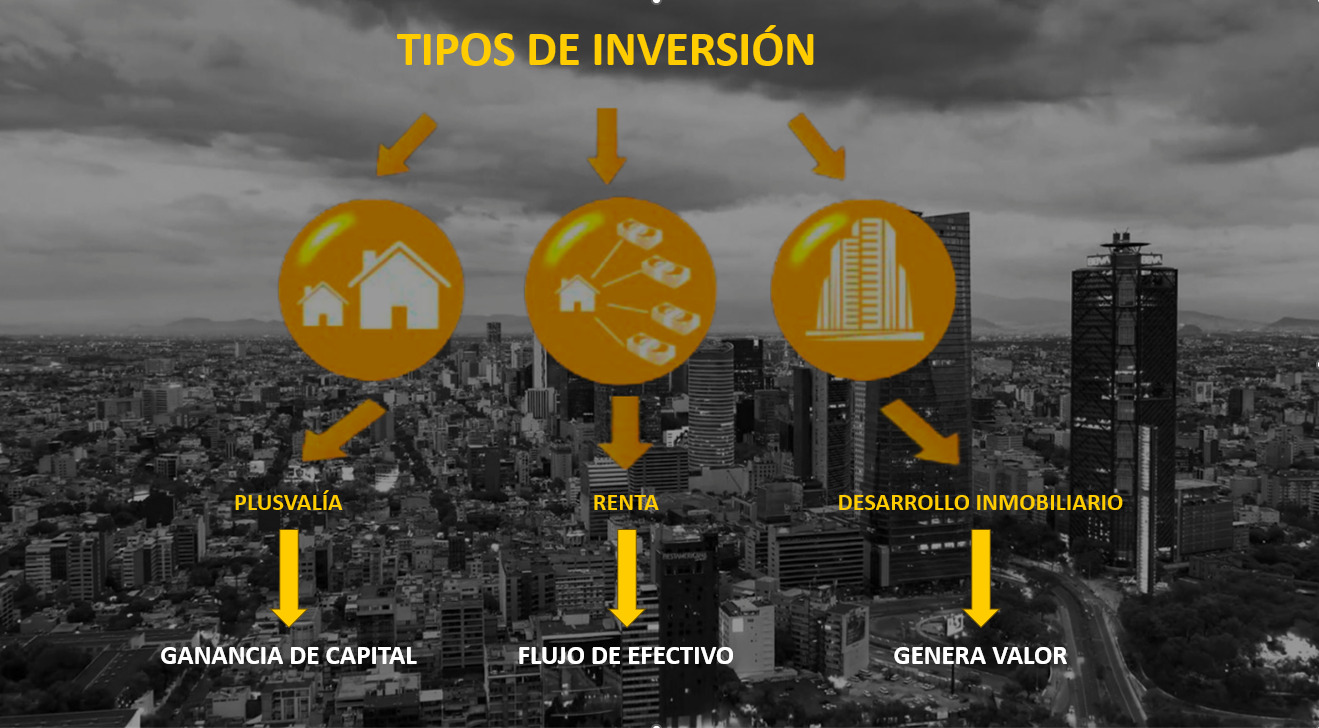 TIPOS DE INVERSIÓN
PLUSVALÍA
RENTA
DESARROLLO INMOBILIARIO
GANANCIA DE CAPITAL
FLUJO DE EFECTIVO
GENERA VALOR